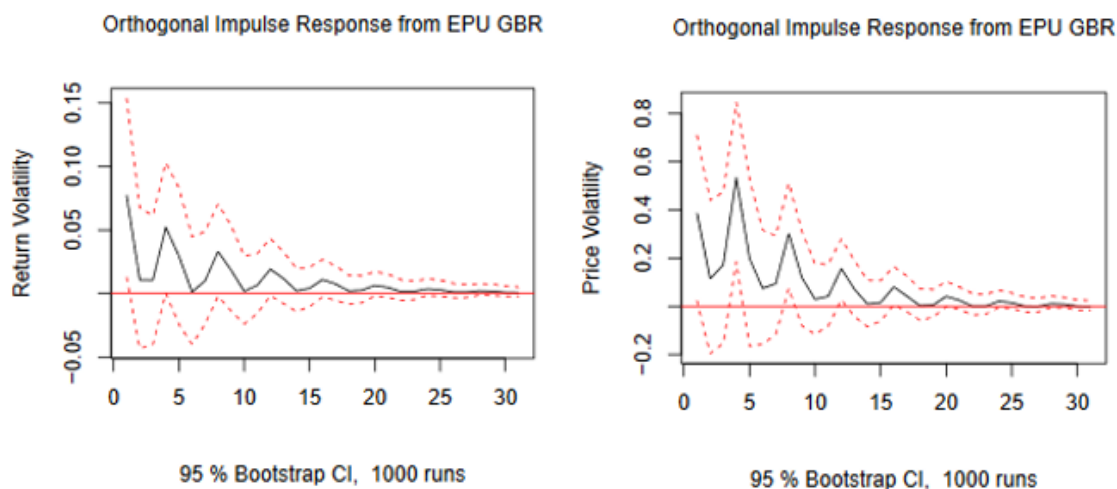 Orthogonal Impulse Response from EPU GBR
Return Volatility
0.15
0.10
0.05
−0.05
0 5 10 15 20 25 30
95 % Bootstrap CI, 1000 runs
Orthogonal Impulse Response from EPU GBR
Price Volatility
0.8
0.6
0.4
0.2
−0.2
0 5 10 15 20 25 30
95 % Bootstrap CI, 1000 runs